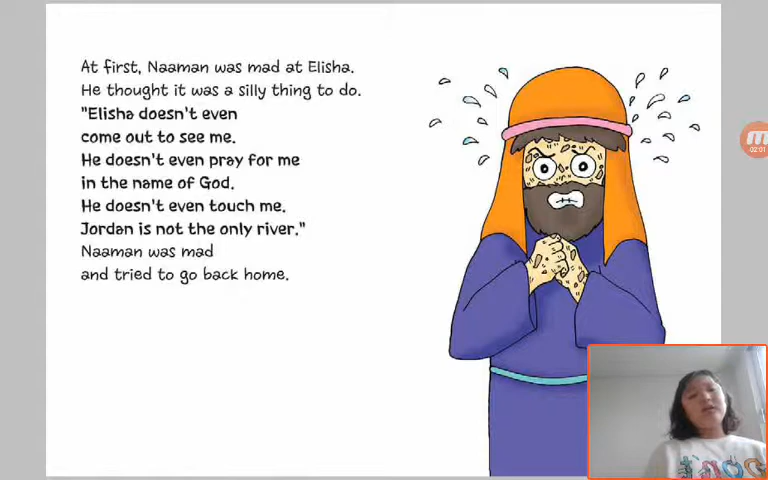 At first, Naaman was mad at Elisha.
He thought it was a silly thing to do.
"Elisha doesn't even
come out to see me.
He doesn't even pray for me
in the name of God.
He doesn't even touch me.
Jordan is not the only river."
Naaman was mad
and tried to go back home.
02:01